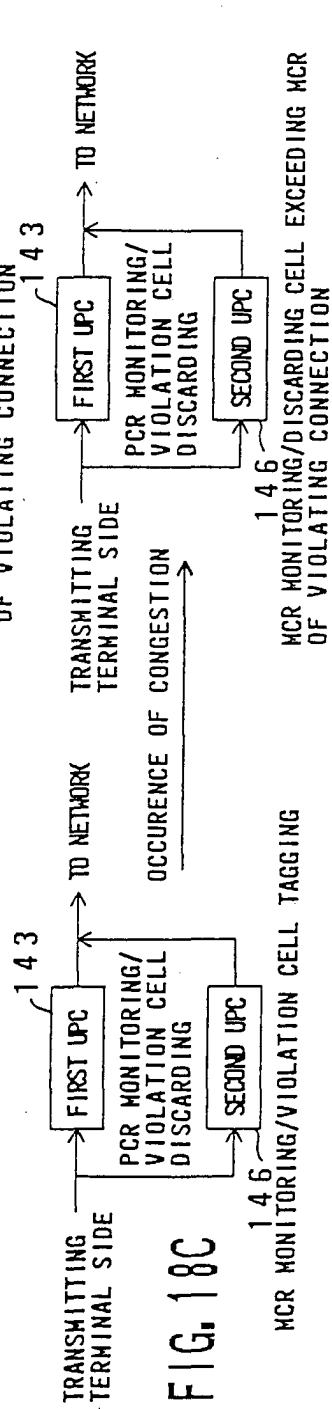 OF VIOLATING CONNECTION
TRANSMITTING
TERMINAL SIDE
143
FIRST UPC
TO NETWORK
PCR MONITORING/
VIOLATION CELL
DISCARDING
SECOND UPC
146
MCR MONITORING/VIOLATION CELL TAGGING
FIG. 18C
OCCURENCE OF CONGESTION
TRANSMITTING
TERMINAL SIDE
143
FIRST UPC
TO NETWORK
PCR MONITORING/
VIOLATION CELL
DISCARDING
SECOND UPC
146
MCR MONITORING/DISCARDING CELL EXCEEDING MCR
OF VIOLATING CONNECTION